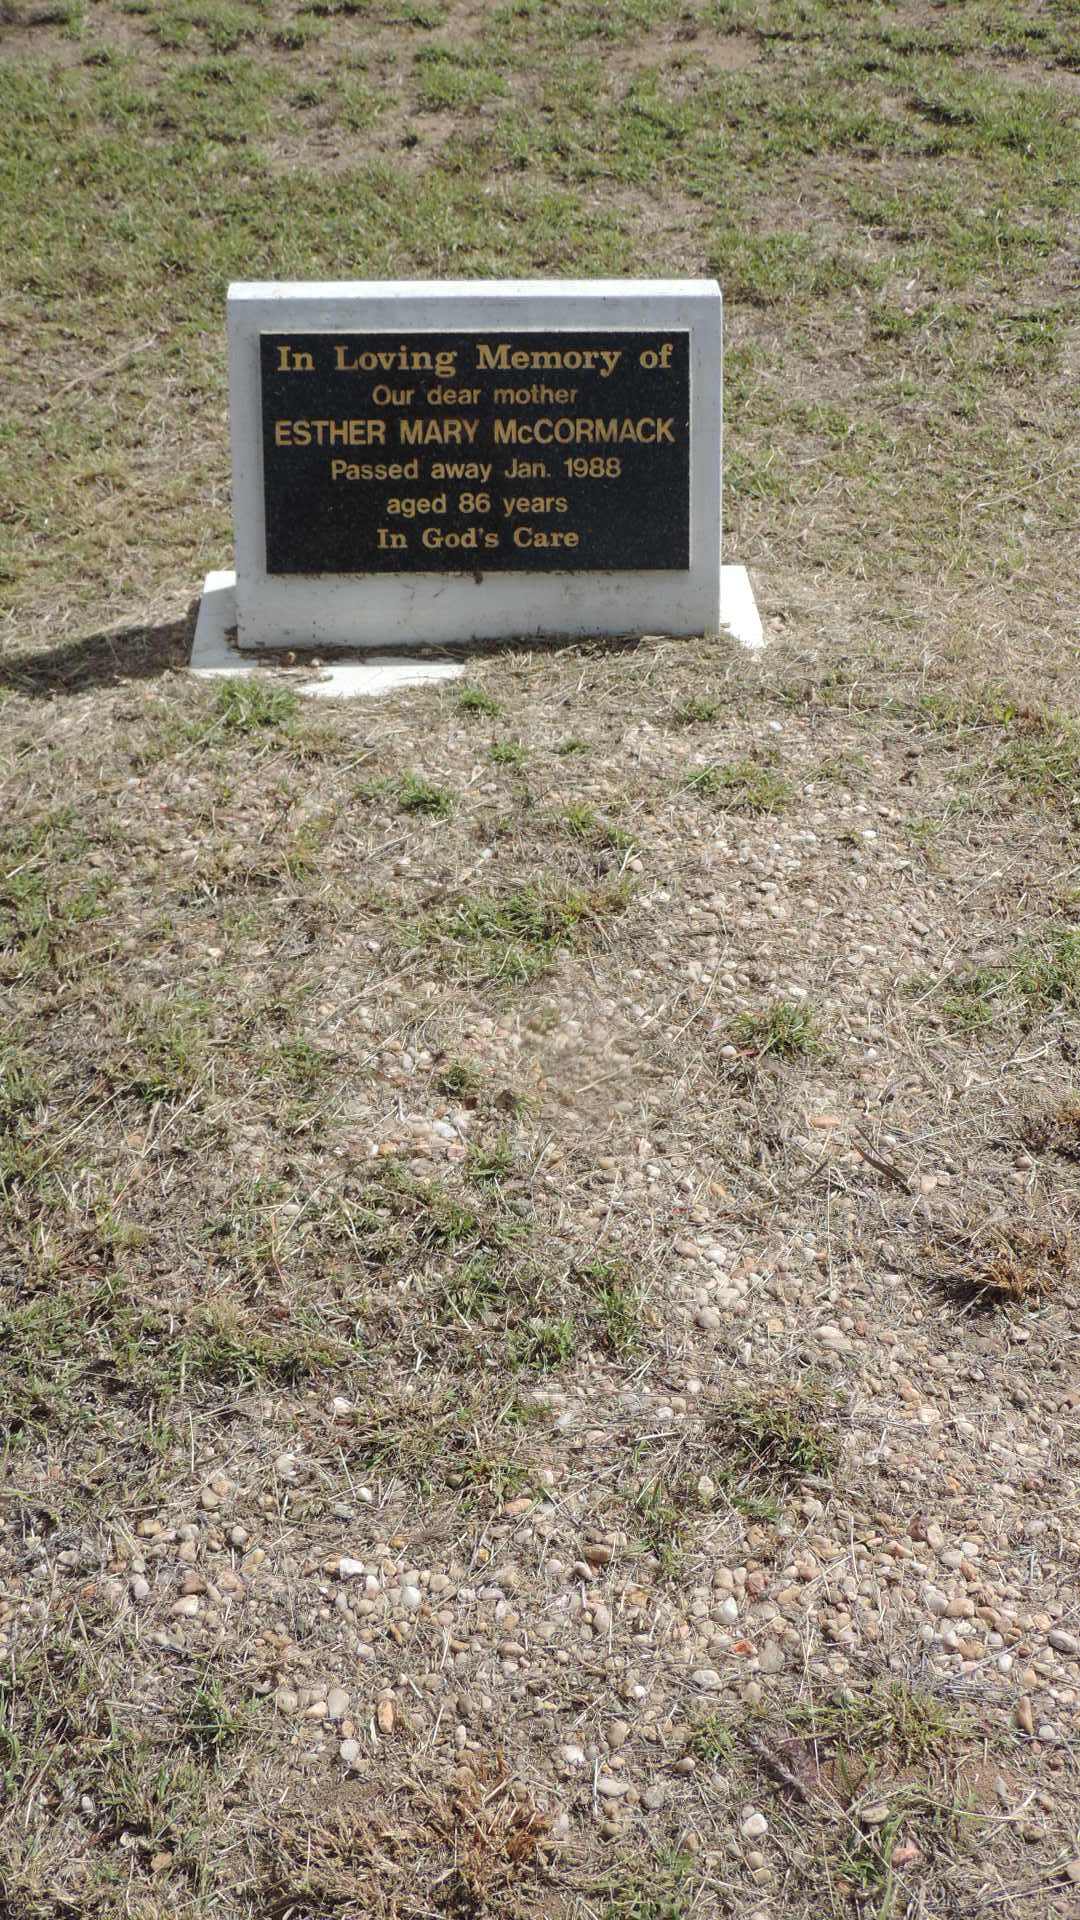 In Loving Memory of
Our dear mother
ESTHER MARY McCORMACK
Passed away Jan. 1988
aged 86 years
In God's Care